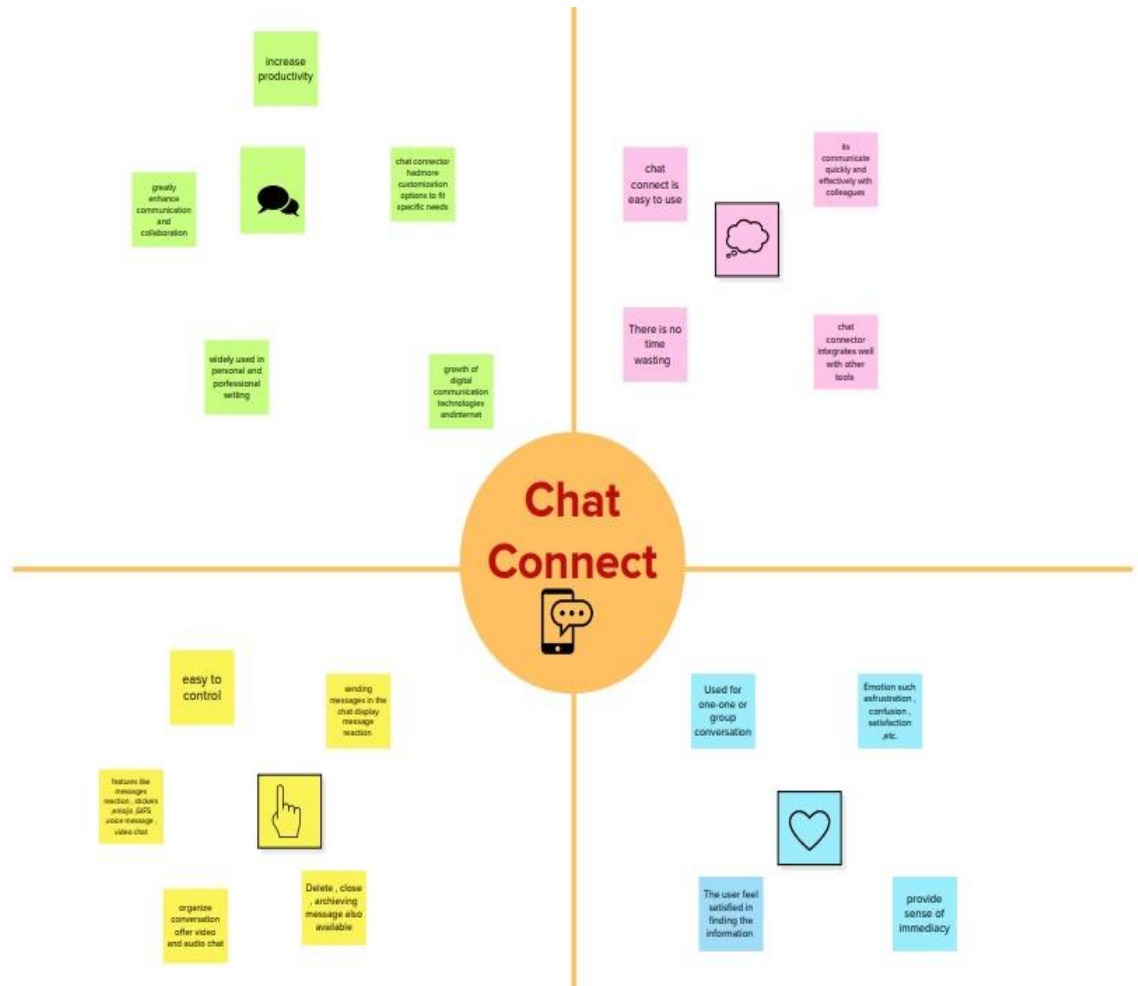 increase
productivity
greatly
enhance
communication
and
collaboration
chat connector
hadmore
customization
options to fit
specific needs
widely used in
personal and
porfessional
setting
growth of
digital
communication
technologies
andinternet
chat
connect is
easy to use
its
communicate
quickly and
effectively with
colleagues
There is no
time
wasting
chat
connector
integrates well
with other
tools
Chat
Connect
easy to
control
sending
messages in the
chat display
message
reaction
features like
messages
reaction , stickers
,emojis ,GIFS
,voice message ,
video chat
organize
conversation
offer video
and audio chat
Delete , close
, archieving
message also
available
Used for
one-one or
group
conversation
Emotion such
asfrustration ,
confusion ,
satisfaction
,etc.
The user feel
satisfied in
finding the
information
provide
sense of
immediacy